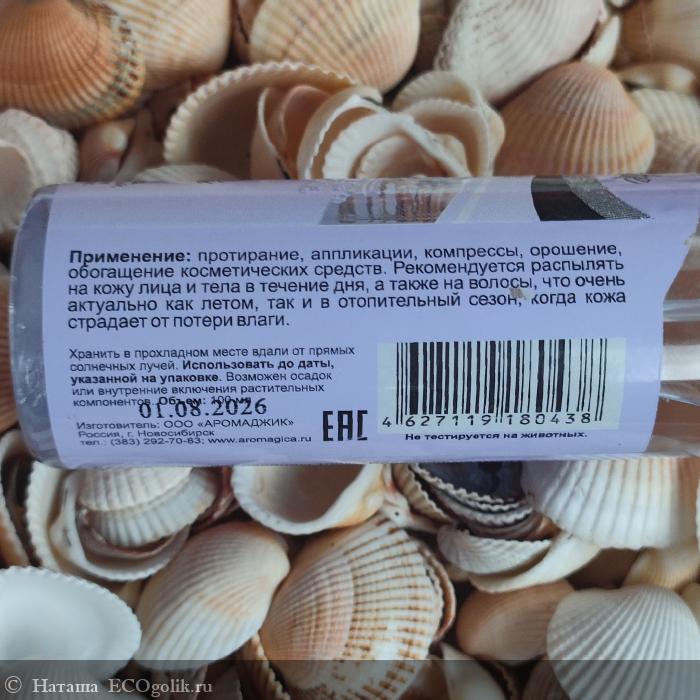 Применение: протирание, аппликации, компрессы, орошение,
обогащение косметических средств. Рекомендуется распылять
на кожу лица и тела в течение дня, а также на волосы, что очень
актуально как летом, так и в отопительный сезон, когда кожа
страдает от потери влаги.
Хранить в прохладном месте вдали от прямых
солнечных лучей. Использовать до даты,
указанной на упаковке. Возможен осадок
или внутренние включения растительных
компонентов. Объем: 100 мл
01.08.2026
Изготовитель: ООО «АРОМАДЖИК»
Россия, г. Новосибирск
тел.: (383) 292-70-83; www.aromagica.ru
EAC
4 627119 180438
Не тестируется на животных.
© Наташа ECOgolik.ru